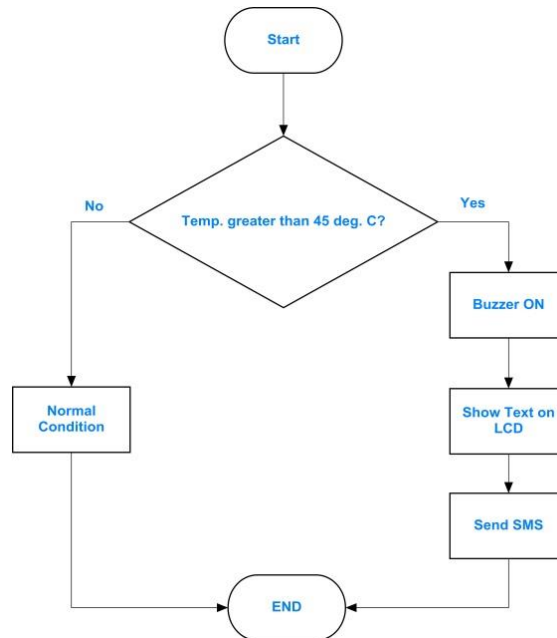 Start
Temp. greater than 45 deg. C?
No
Yes
Buzzer ON
Normal
Condition
Show Text on
LCD
Send SMS
END